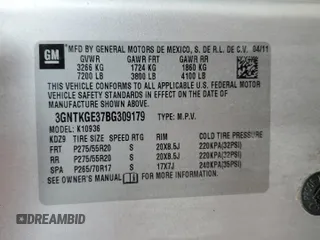 GM
MFD BY GENERAL MOTORS DE MEXICO, S. DE R.L. DE C.V. 04/11
GVWR GAWR FRT GAWR RR
3266 KG 1724 KG 1860 KG
7200 LB 3800 LB 4100 LB
THIS VEHICLE CONFORMS TO ALL APPLICABLE U.S. FEDERAL MOTOR
VEHICLE SAFETY AND THEFT PREVENTION STANDARDS
IN EFFECT ON THE DATE OF MANUFACTURE SHOWN ABOVE.
3GNTKGE37BG309179 TYPE: M.P.V.
MODEL: K10936
KDZ9 TIRE SIZE SPEED RTG RIM COLD TIRE PRESSURE
FRT P275/55R20 S 20X8.5J 220KPA(32PSI)
RR P275/55R20 S 20X8.5J 220KPA(32PSI)
SPA P265/70R17 S 17X7J 240KPA(35PSI)
SEE OWNER'S MANUAL FOR ADDITIONAL INFORMATION.
DREAMBID